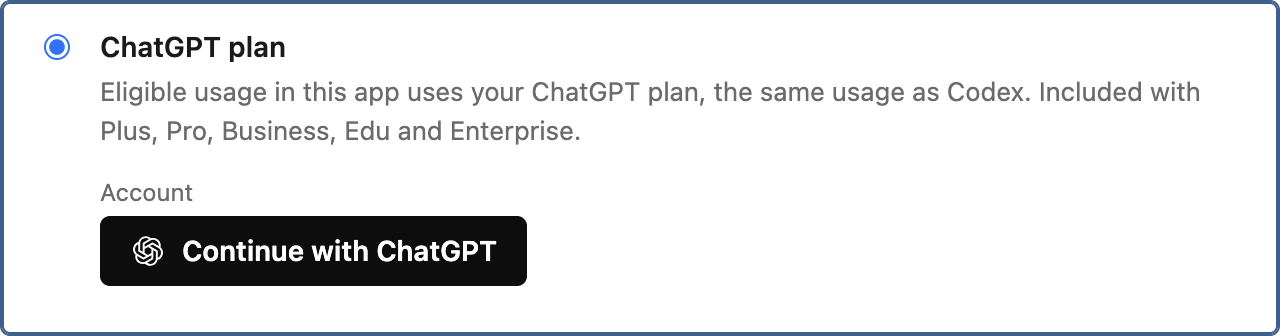 ChatGPT plan
Eligible usage in this app uses your ChatGPT plan, the same usage as Codex. Included with
Plus, Pro, Business, Edu and Enterprise.
Account
Continue with ChatGPT